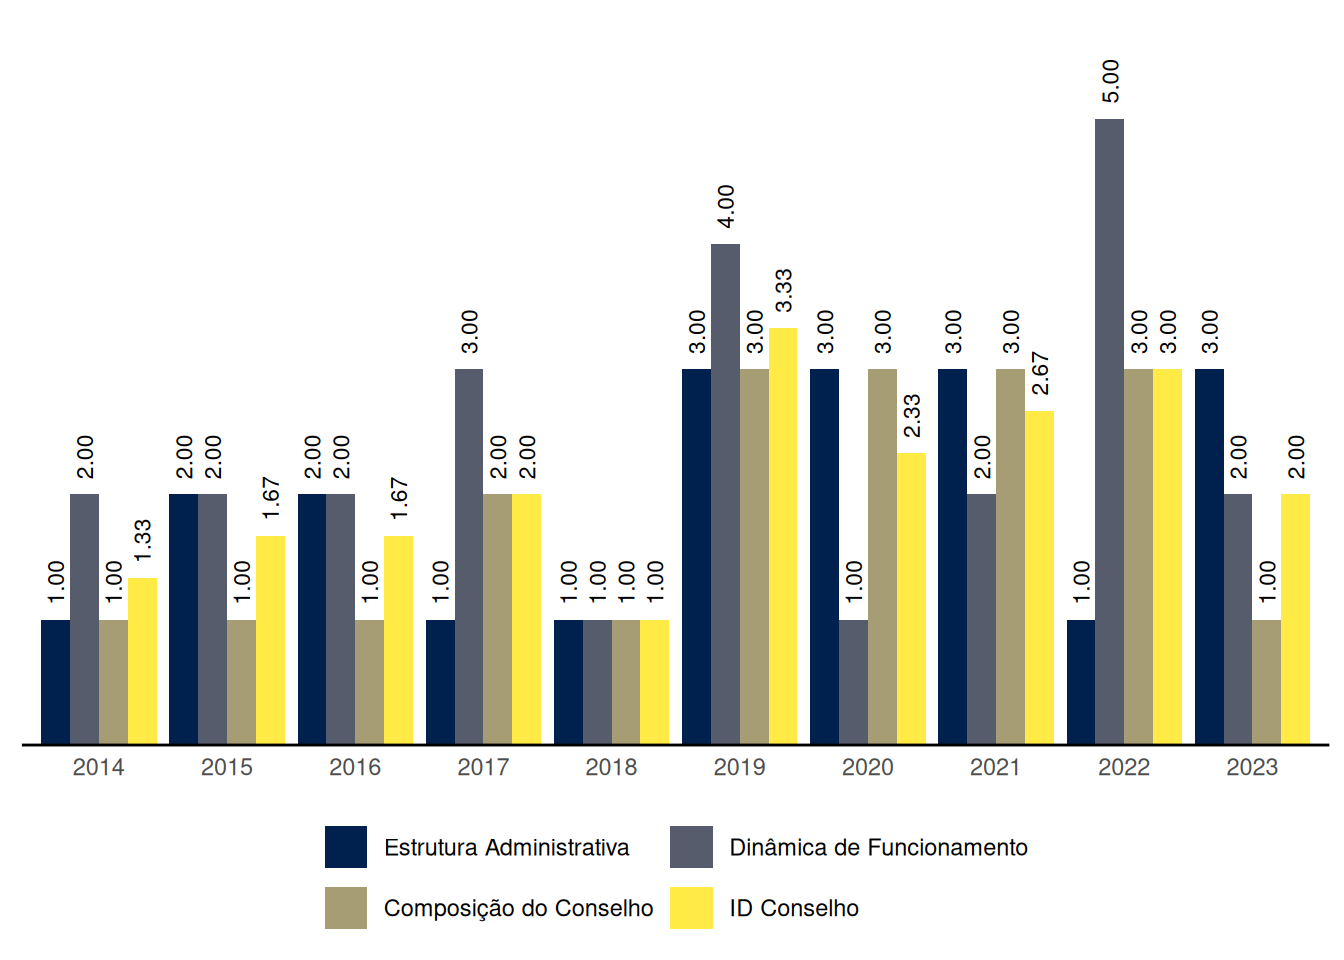 1.00 2.00 1.00 1.33
2.00 2.00 1.00 1.67
2.00 2.00 1.00 1.67
1.00 3.00 2.00 2.00
1.00 1.00 1.00 1.00
3.00 4.00 3.00 3.33
3.00 1.00 3.00 2.33
3.00 2.00 3.00 2.67
1.00 5.00 3.00 3.00
3.00 2.00 1.00 2.00
2014 2015 2016 2017 2018 2019 2020 2021 2022 2023
Estrutura Administrativa Dinâmica de Funcionamento
Composição do Conselho ID Conselho